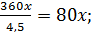 360x/4,5 = 80x;